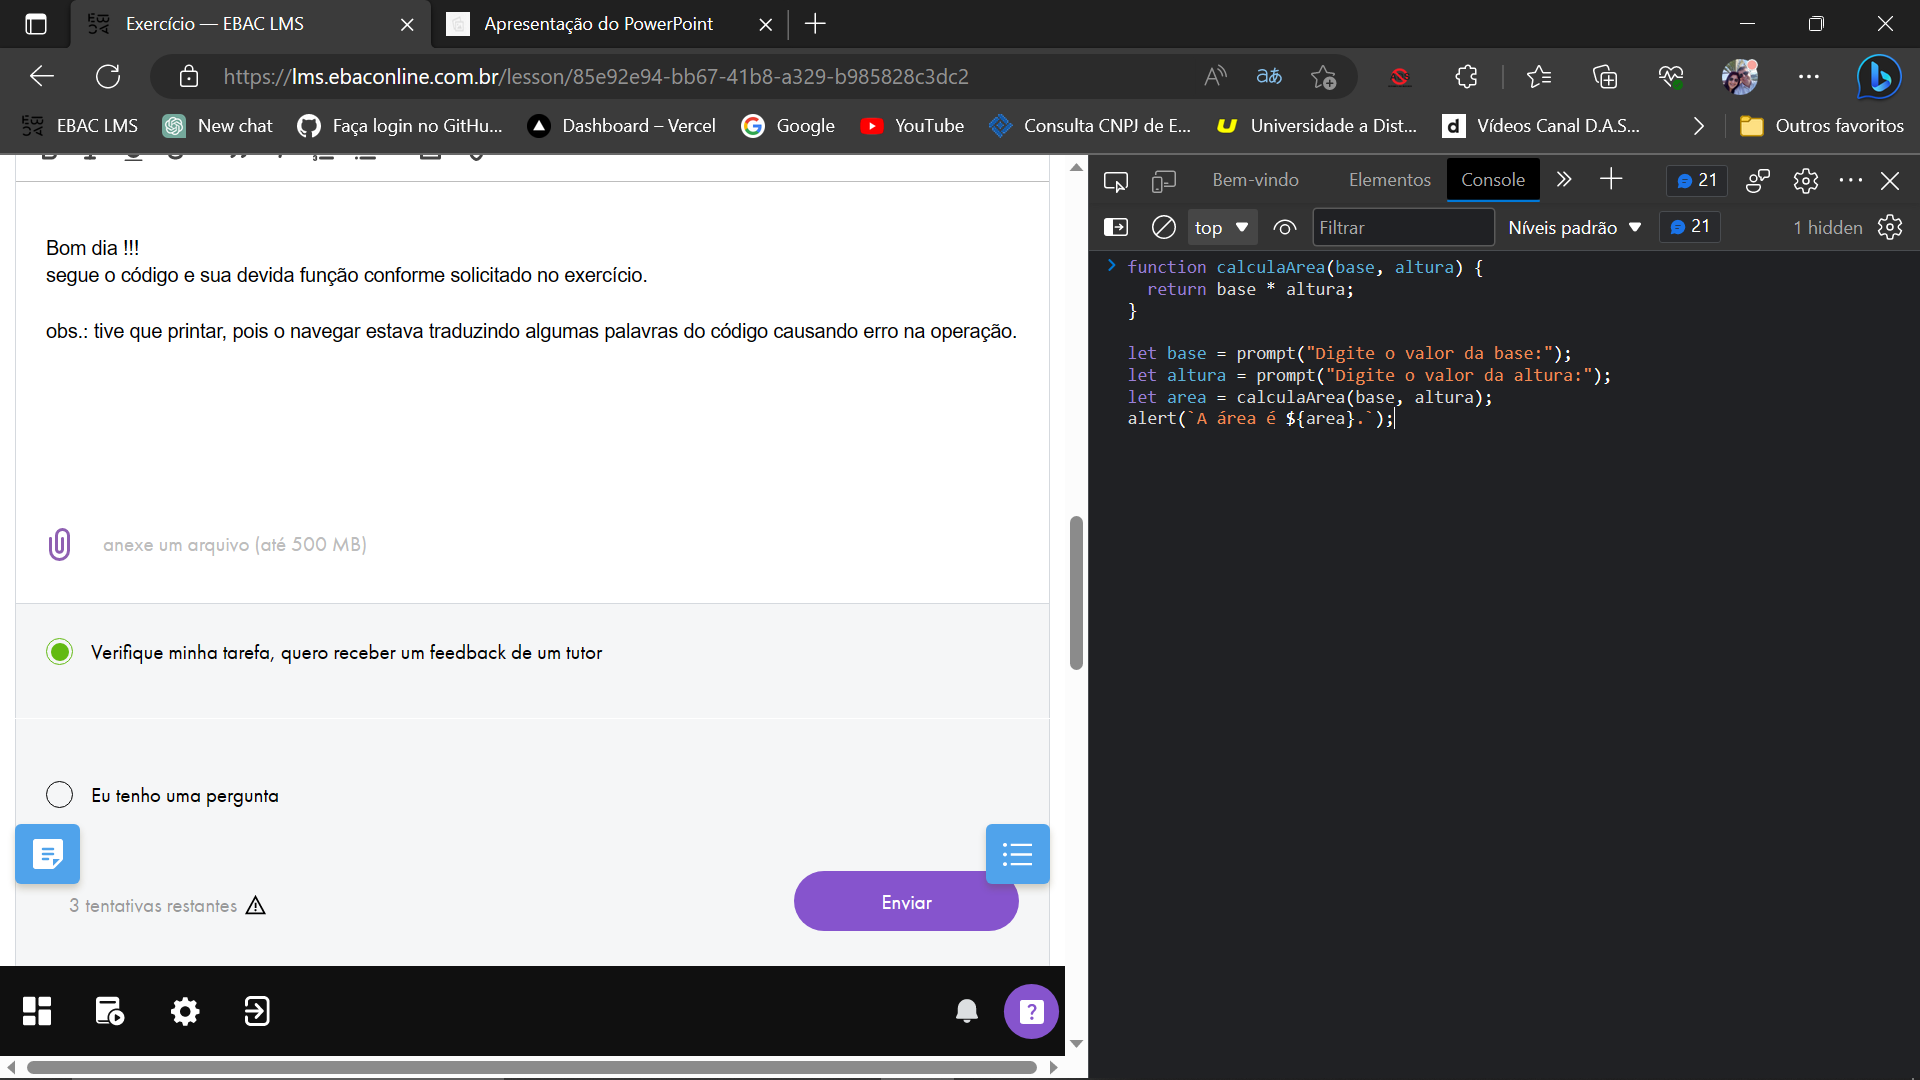 Exercício — EBAC LMS
Apresentação do PowerPoint
https://lms.ebaconline.com.br/lesson/85e92e94-bb67-41b8-a329-b985828c3dc2
EBAC LMS
New chat
Faça login no GitHu...
Dashboard – Vercel
Google
YouTube
Consulta CNPJ de E...
Universidade a Dist...
Vídeos Canal D.A.S...
Outros favoritos
Bom dia !!!
segue o código e sua devida função conforme solicitado no exercício.
obs.: tive que printar, pois o navegar estava traduzindo algumas palavras do código causando erro na operação.
anexe um arquivo (até 500 MB)
Verifique minha tarefa, quero receber um feedback de um tutor
Eu tenho uma pergunta
3 tentativas restantes
Enviar
Bem-vindo
Elementos
Console
21
top
Filtrar
Níveis padrão
21
1 hidden
function calculaArea(base, altura) {
return base * altura;
}
let base = prompt("Digite o valor da base:");
let altura = prompt("Digite o valor da altura:");
let area = calculaArea(base, altura);
alert(`A área é ${area}.`);